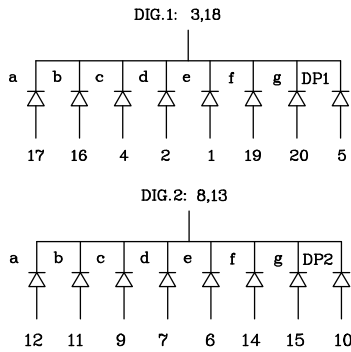 DIG.1: 3,18
a b c d e f g DP1
17 16 4 2 1 19 20 5
DIG.2: 8,13
a b c d e f g DP2
12 11 9 7 6 14 15 10